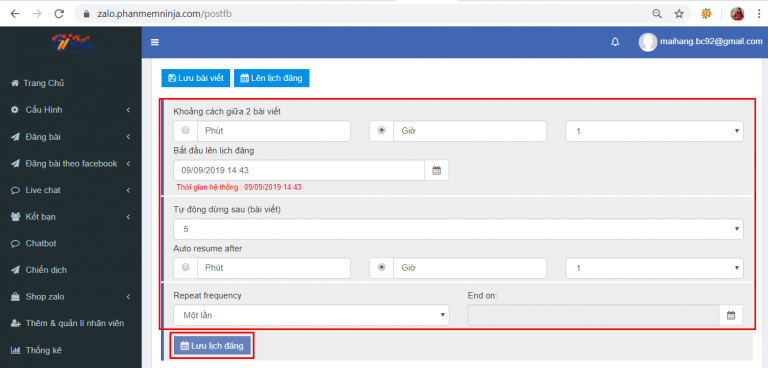 zalo.phanmemninja.com/postfb
Ninja
maihang.bc92@gmail.com
Lưu bài viết
Lên lịch đăng
Trang Chủ
Cấu Hình
Đăng bài
Đăng bài theo facebook
Live chat
Kết bạn
Chatbot
Chiến dịch
Shop zalo
Thêm & quản lí nhân viên
Thống kê
Khoảng cách giữa 2 bài viết
Phút
Giờ
1
Bắt đầu lên lịch đăng
09/09/2019 14:43
Thời gian hệ thống : 09/09/2019 14:43
Tự động dừng sau (bài viết)
5
Auto resume after
Phút
Giờ
1
Repeat frequency
End on:
Một lần
Lưu lịch đăng